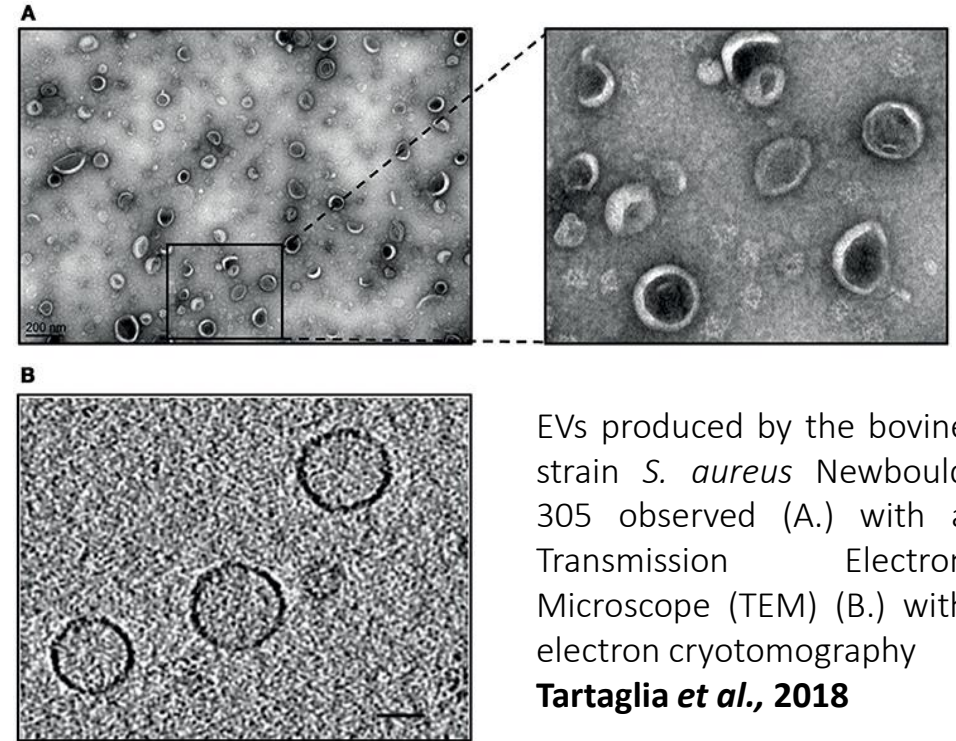 A
200 nm
B
EVs produced by the bovine
strain S. aureus Newbould
305 observed (A.) with a
Transmission Electron
Microscope (TEM) (B.) with
electron cryotomography
Tartaglia et al., 2018